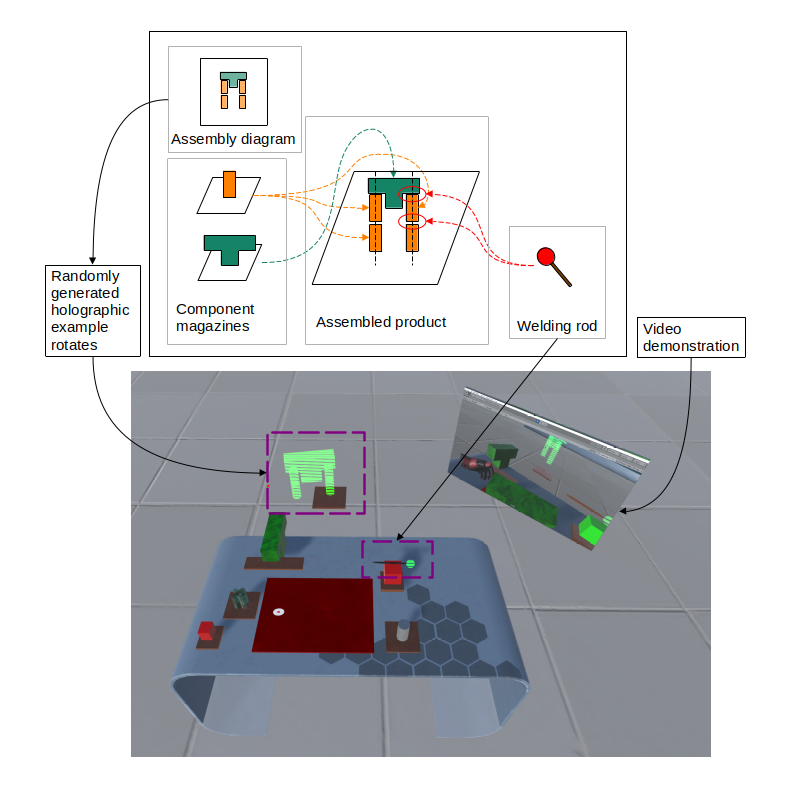 Assembly diagram
Component
magazines
Assembled product
Welding rod
Randomly
generated
holographic
example
rotates
Video
demonstration